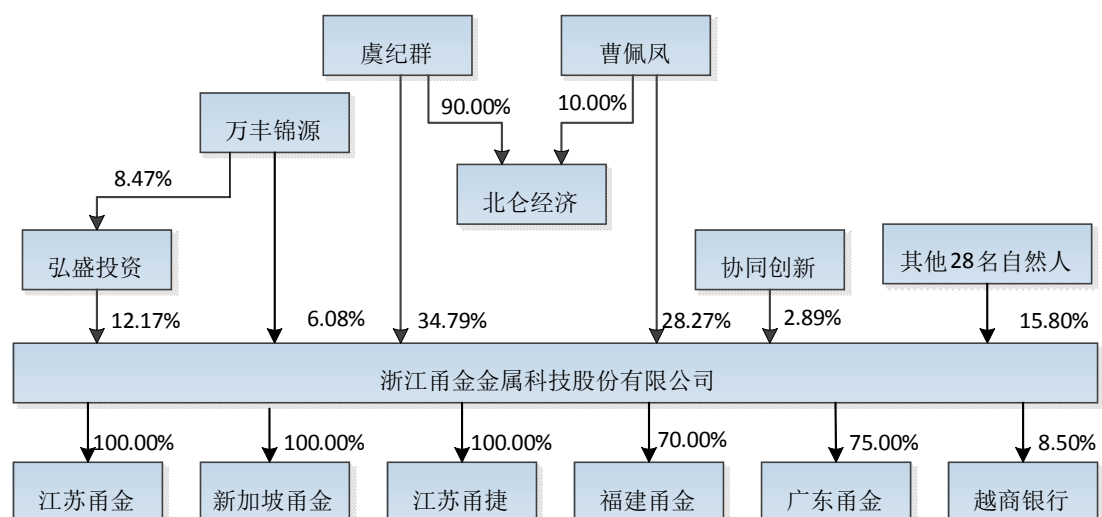 虞纪群
曹佩凤
90.00%
10.00%
万丰锦源
8.47%
北仑经济
弘盛投资
协同创新
其他28名自然人
12.17%
6.08%
34.79%
28.27%
2.89%
15.80%
浙江甬金金属科技股份有限公司
100.00%
100.00%
100.00%
70.00%
75.00%
8.50%
江苏甬金
新加坡甬金
江苏甬捷
福建甬金
广东甬金
越商银行